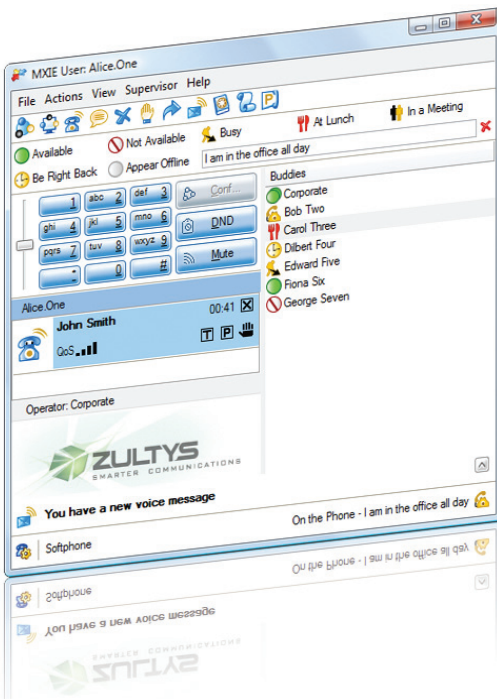 MXIE User: Alice.One
File Actions View Supervisor Help
Available Not Available Busy At Lunch In a Meeting
Be Right Back Appear Offline I am in the office all day
1 abc 2 def 3 Conf...
ghi 4 jkl 5 mno 6 DND
pqrs 7 tuv 8 wxyz 9 Mute
* 0 #
Buddies
Corporate
Bob Two
Carol Three
Dilbert Four
Edward Five
Fiona Six
George Seven
Alice.One
John Smith 00:41
QoS T P
Operator: Corporate
ZULTYS
SMARTER COMMUNICATIONS
You have a new voice message
Softphone On the Phone - I am in the office all day